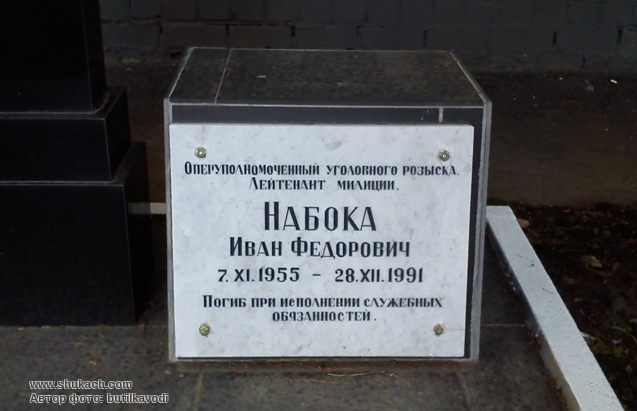 Оперуполномоченный уголовного розыска.
Лейтенант милиции.
НАБОКА
Иван Федорович
7.XI.1955 – 28.XII.1991
Погиб при исполнении служебных
обязанностей.
www.shukach.com
Автор фото: butilkavodi